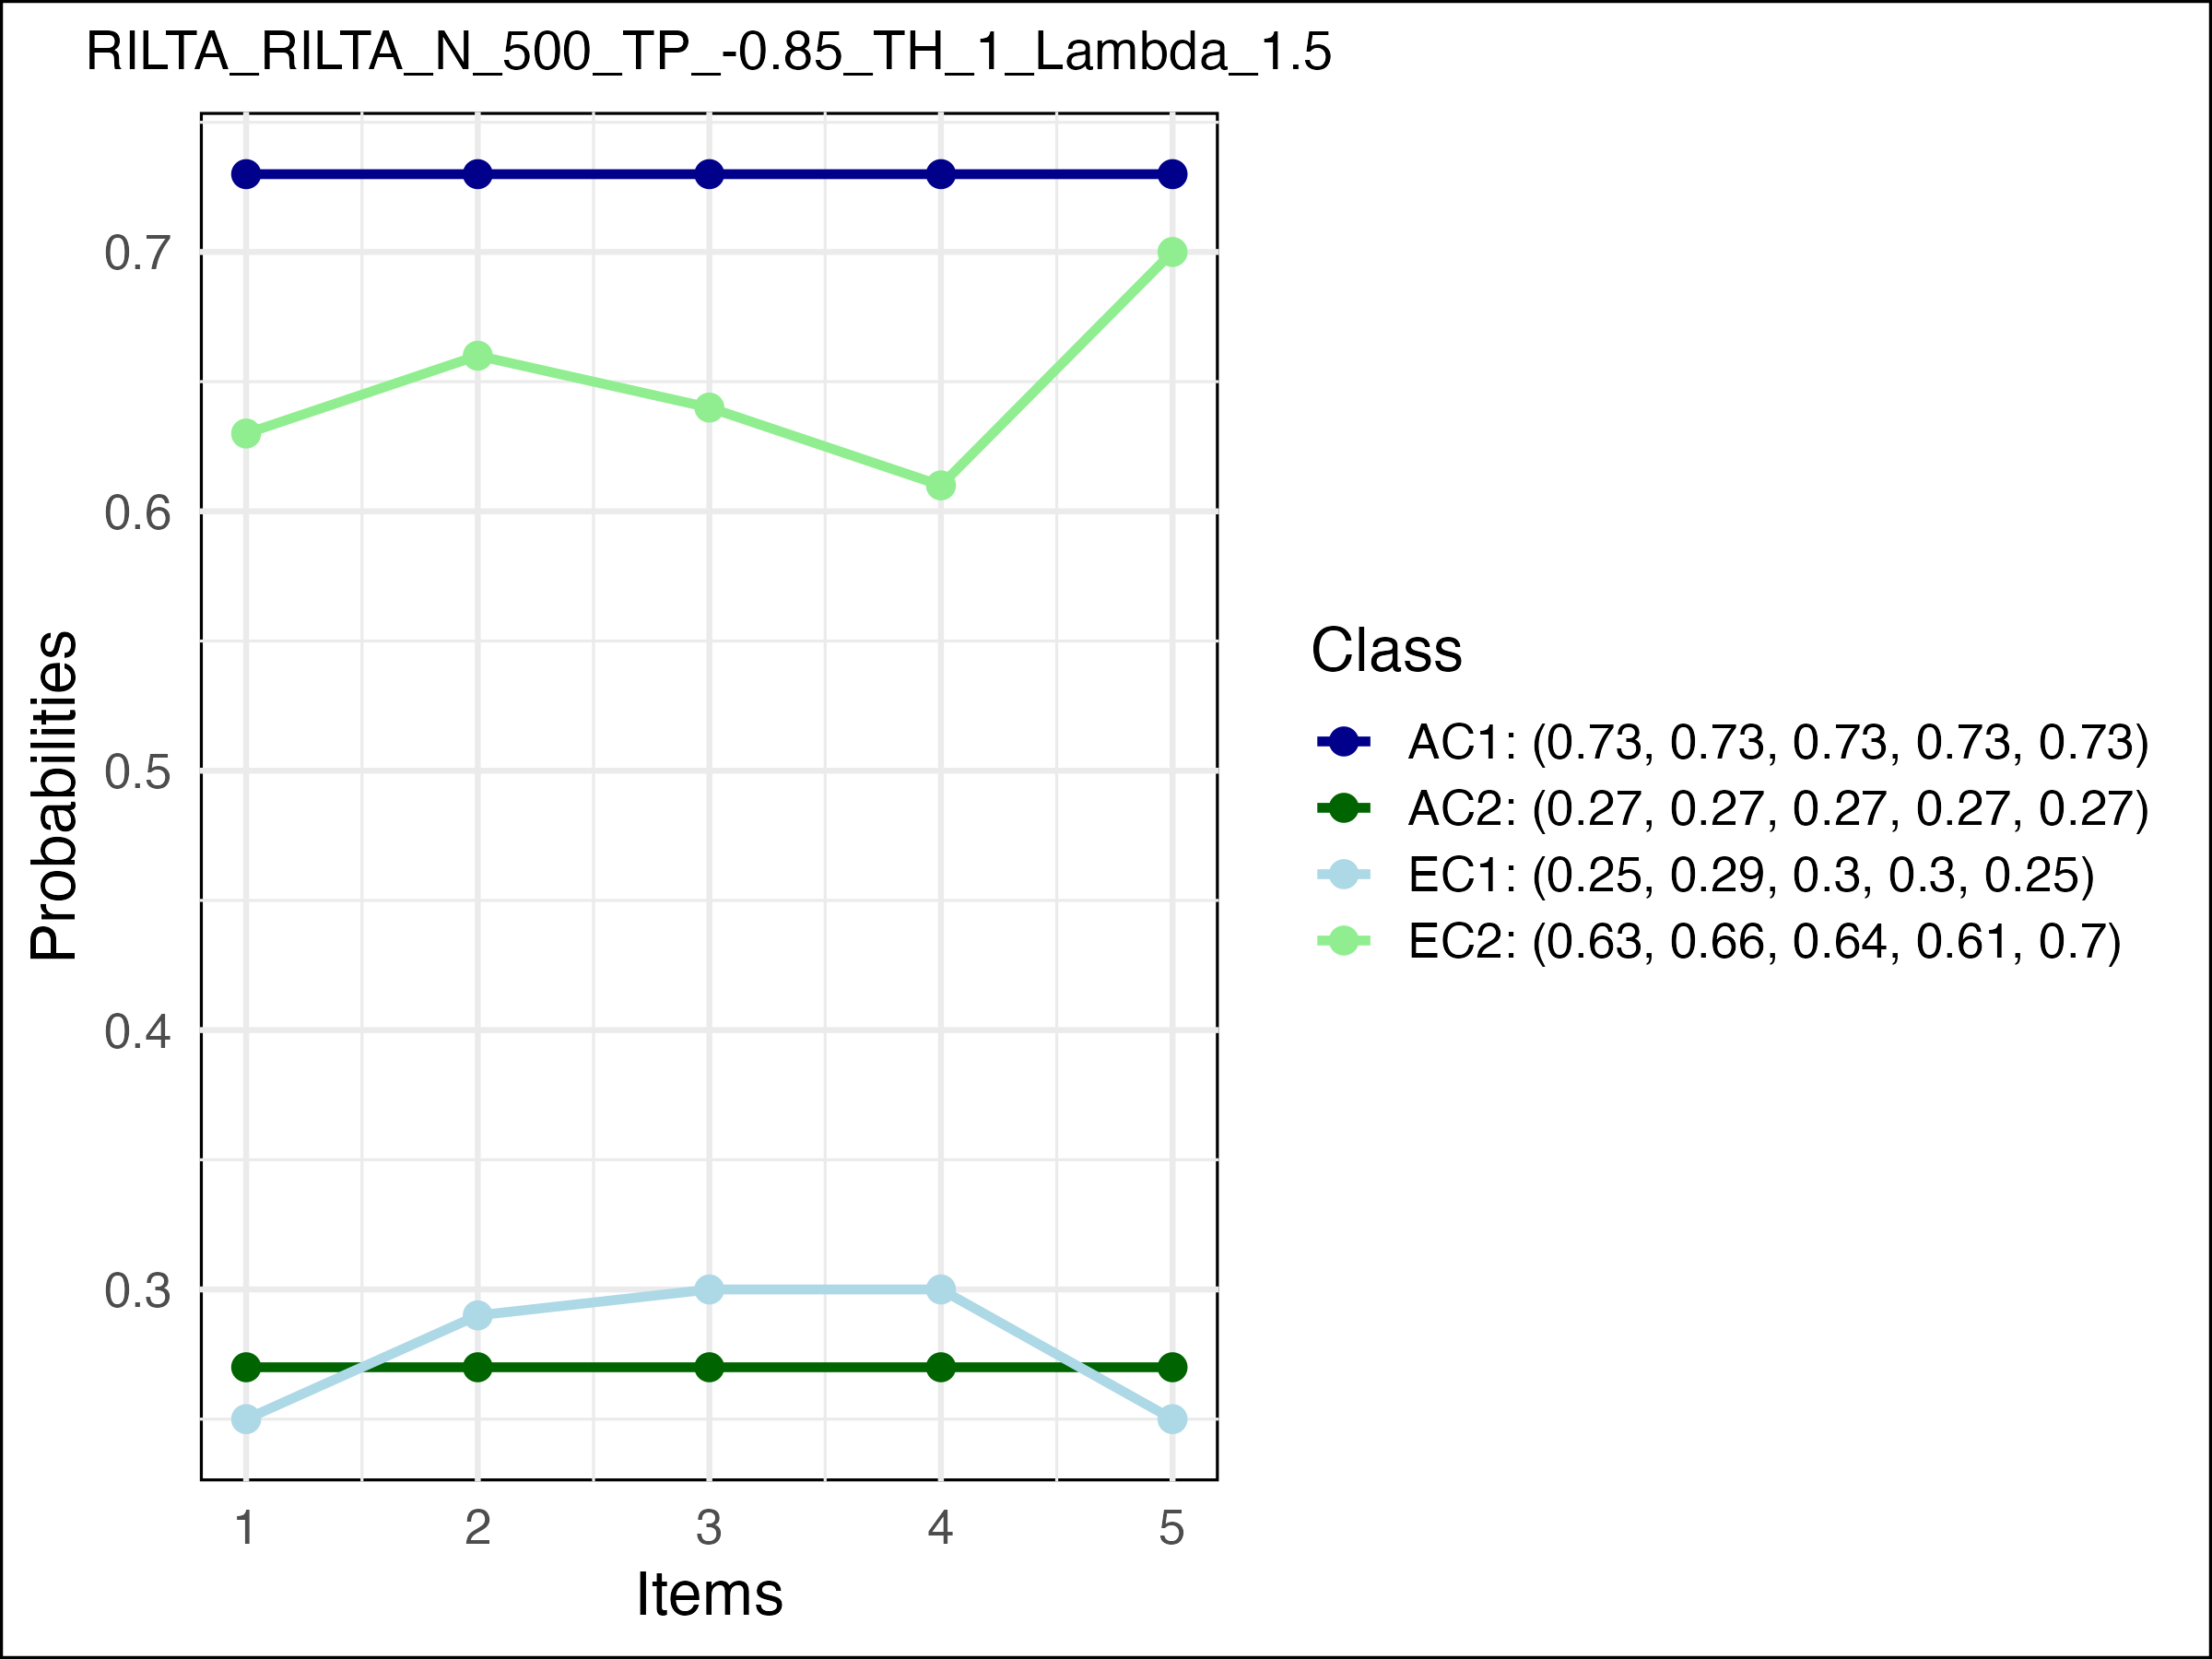 RILTA_RILTA_N_500_TP_-0.85_TH_1_Lambda_1.5
Probabilities
0.7
0.6
0.5
0.4
0.3
1 2 3 4 5
Items
Class
AC1: (0.73, 0.73, 0.73, 0.73, 0.73)
AC2: (0.27, 0.27, 0.27, 0.27, 0.27)
EC1: (0.25, 0.29, 0.3, 0.3, 0.25)
EC2: (0.63, 0.66, 0.64, 0.61, 0.7)